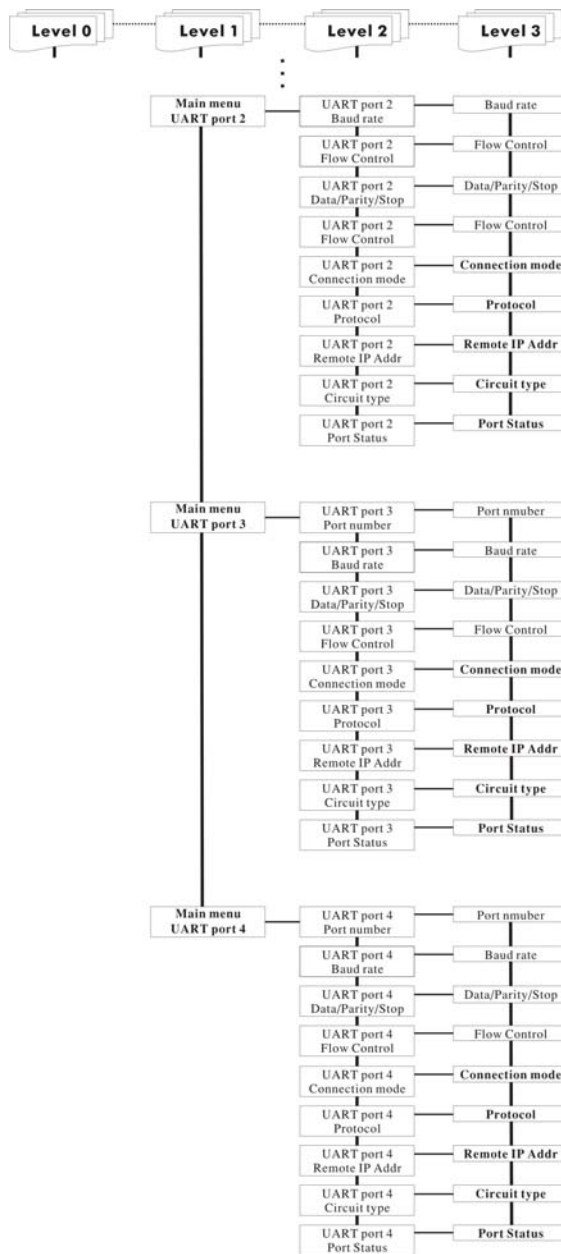 Level 0 Level 1 Level 2 Level 3
Main menu
UART port 2
UART port 2
Baud rate
Baud rate
UART port 2
Flow Control
Flow Control
UART port 2
Data/Parity/Stop
Data/Parity/Stop
UART port 2
Flow Control
Flow Control
UART port 2
Connection mode
Connection mode
UART port 2
Protocol
Protocol
UART port 2
Remote IP Addr
Remote IP Addr
UART port 2
Circuit type
Circuit type
UART port 2
Port Status
Port Status
Main menu
UART port 3
UART port 3
Port number
Port nmuber
UART port 3
Baud rate
Baud rate
UART port 3
Data/Parity/Stop
Data/Parity/Stop
UART port 3
Flow Control
Flow Control
UART port 3
Connection mode
Connection mode
UART port 3
Protocol
Protocol
UART port 3
Remote IP Addr
Remote IP Addr
UART port 3
Circuit type
Circuit type
UART port 3
Port Status
Port Status
Main menu
UART port 4
UART port 4
Port number
Port nmuber
UART port 4
Baud rate
Baud rate
UART port 4
Data/Parity/Stop
Data/Parity/Stop
UART port 4
Flow Control
Flow Control
UART port 4
Connection mode
Connection mode
UART port 4
Protocol
Protocol
UART port 4
Remote IP Addr
Remote IP Addr
UART port 4
Circuit type
Circuit type
UART port 4
Port Status
Port Status